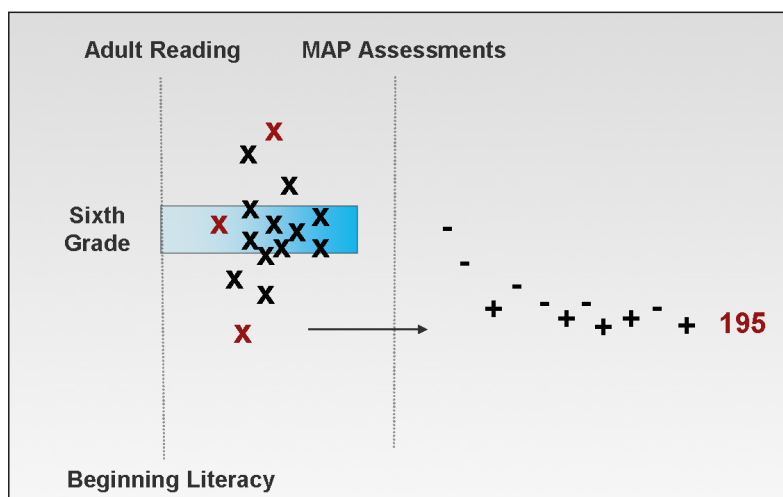 Adult Reading
MAP Assessments
Sixth
Grade
195
Beginning Literacy